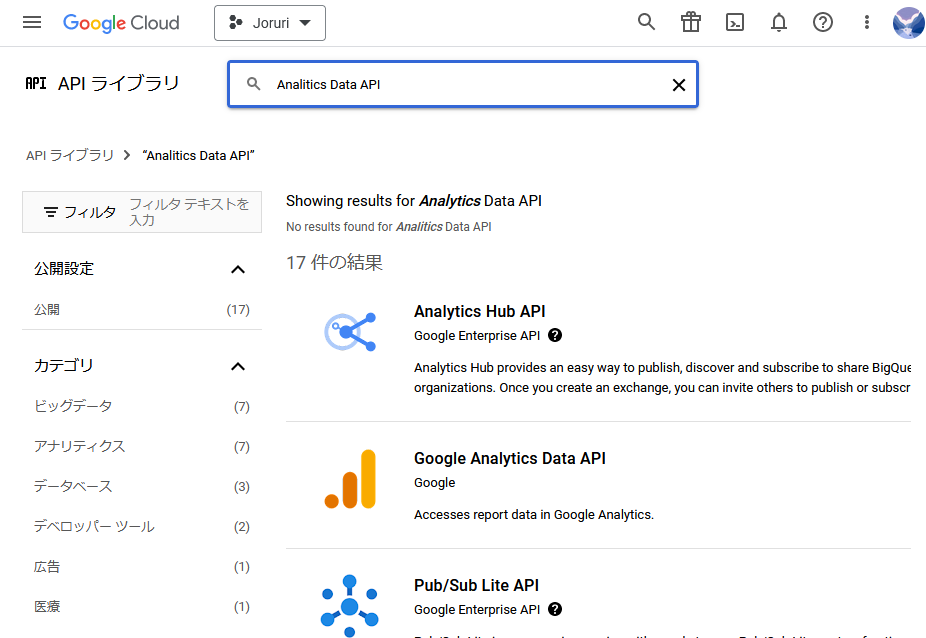 Google Cloud
Joruri
API API ライブラリ
Analitics Data API
API ライブラリ
“Analitics Data API”
フィルタ
フィルタ テキストを
入力
公開設定
公開 (17)
カテゴリ
ビッグデータ (7)
アナリティクス (7)
データベース (3)
デベロッパー ツール (2)
広告 (1)
医療 (1)
Showing results for Analytics Data API
No results found for Analitics Data API
17 件の結果
Analytics Hub API
Google Enterprise API
Analytics Hub provides an easy way to publish, discover and subscribe to share BigQue
organizations. Once you create an exchange, you can invite others to publish or subscr
Google Analytics Data API
Google
Accesses report data in Google Analytics.
Pub/Sub Lite API
Google Enterprise API